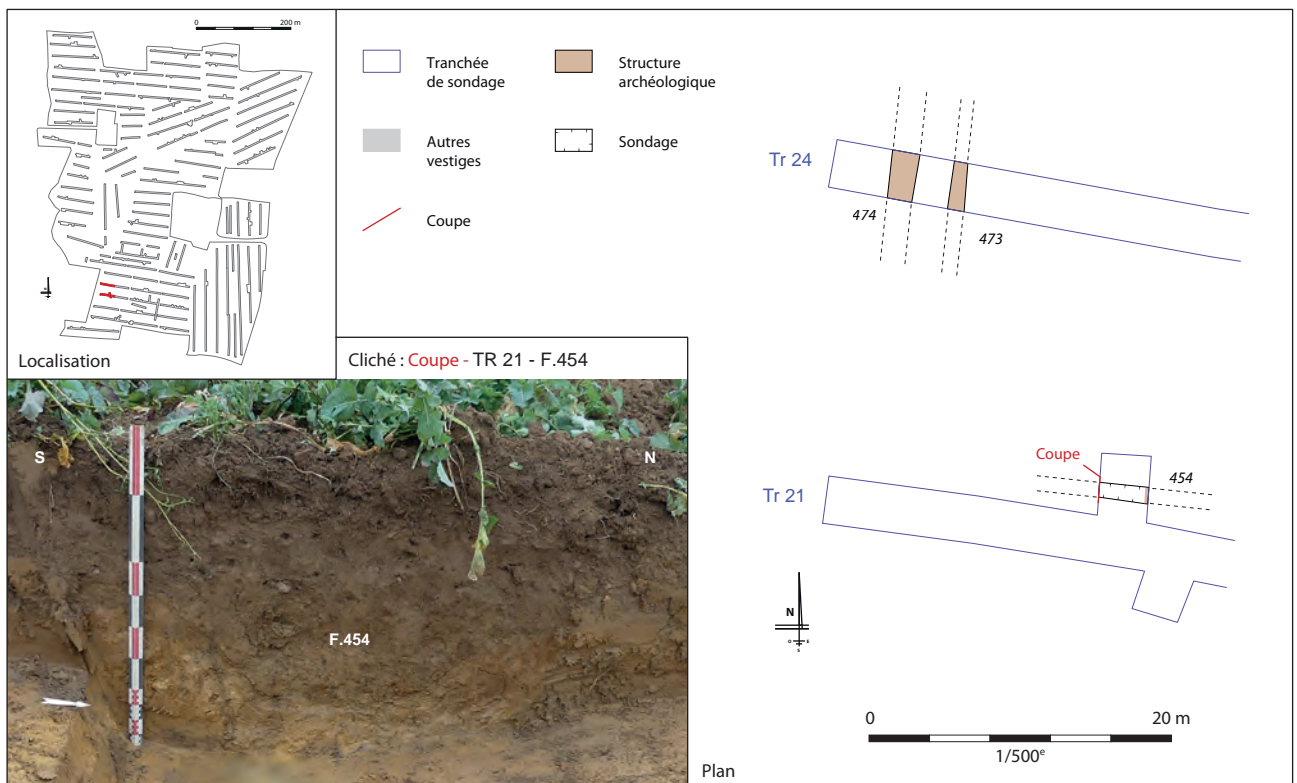 0 200 m
Localisation
Tranchée
de sondage
Structure
archéologique
Autres
vestiges
Sondage
Coupe
Cliché : Coupe - TR 21 - F.454
S
N
F.454
Tr 24
474
473
Coupe
454
Tr 21
N
0 20 m
1/500e
Plan